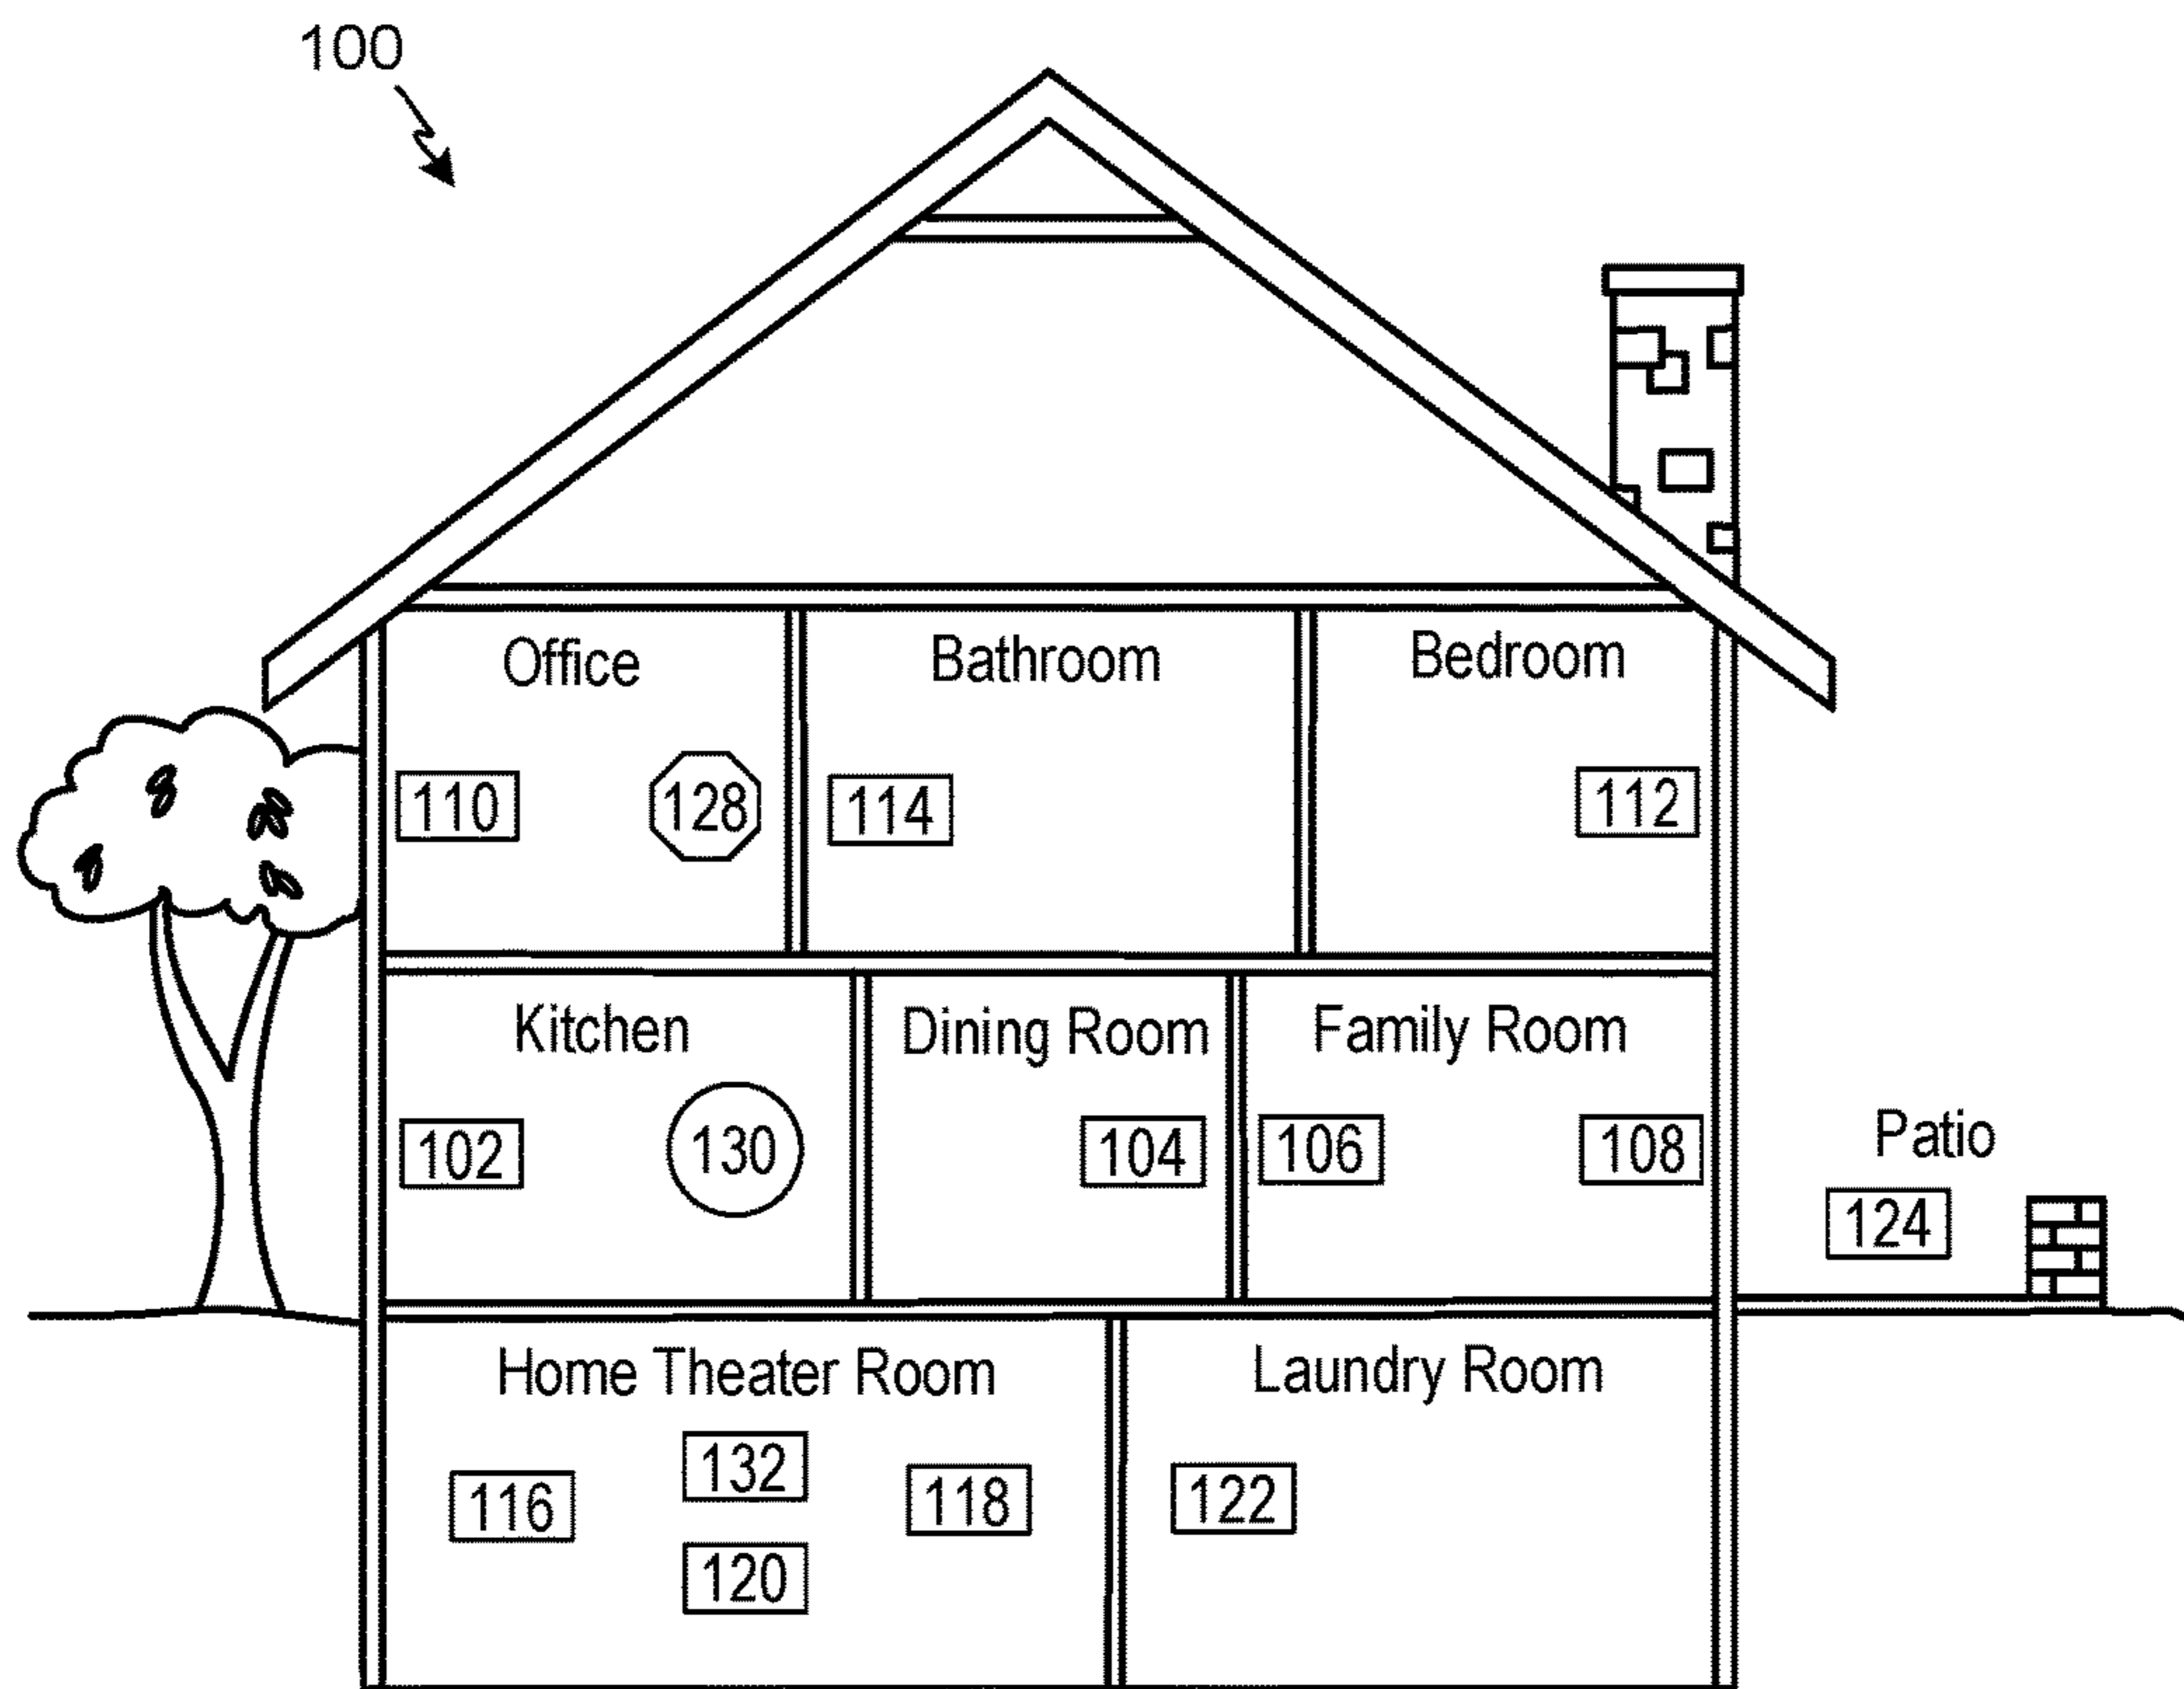 100
Office
Bathroom
Bedroom
110
128
114
112
Kitchen
Dining Room
Family Room
102
130
104
106
108
Patio
124
Home Theater Room
Laundry Room
116
132
118
120
122